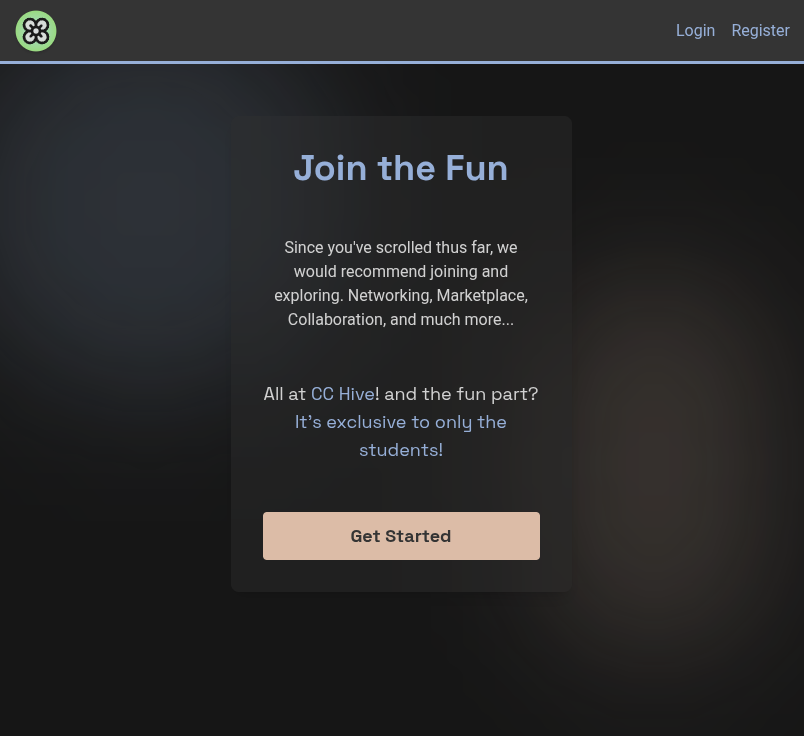 Login Register
Join the Fun
Since you've scrolled thus far, we
would recommend joining and
exploring. Networking, Marketplace,
Collaboration, and much more...
All at CC Hive! and the fun part?
It's exclusive to only the
students!
Get Started